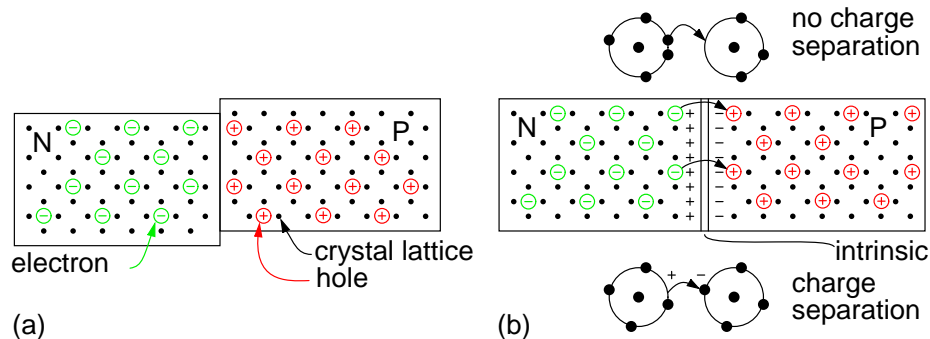 no charge
separation
N
P
N
P
electron
crystal lattice
hole
intrinsic
charge
separation
(a)
(b)